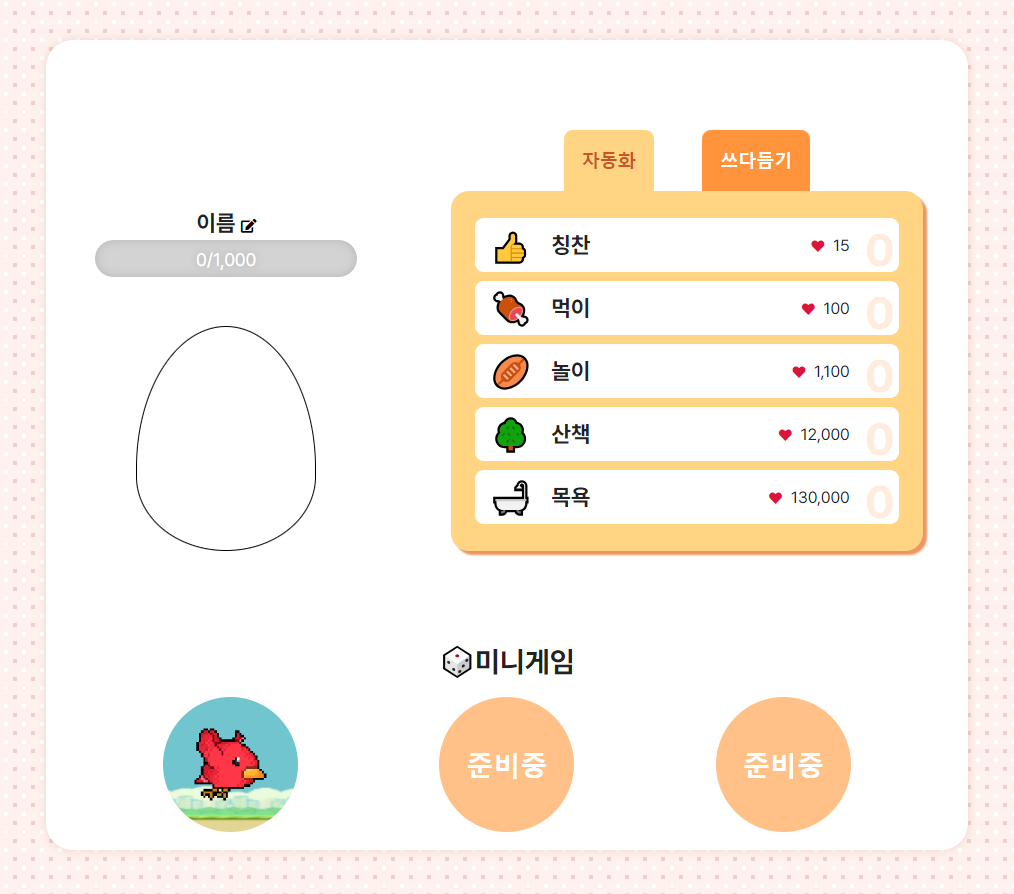 이름
0/1,000
자동화
쓰다듬기
칭찬 15 0
먹이 100 0
놀이 1,100 0
산책 12,000 0
목욕 130,000 0
미니게임
준비중
준비중